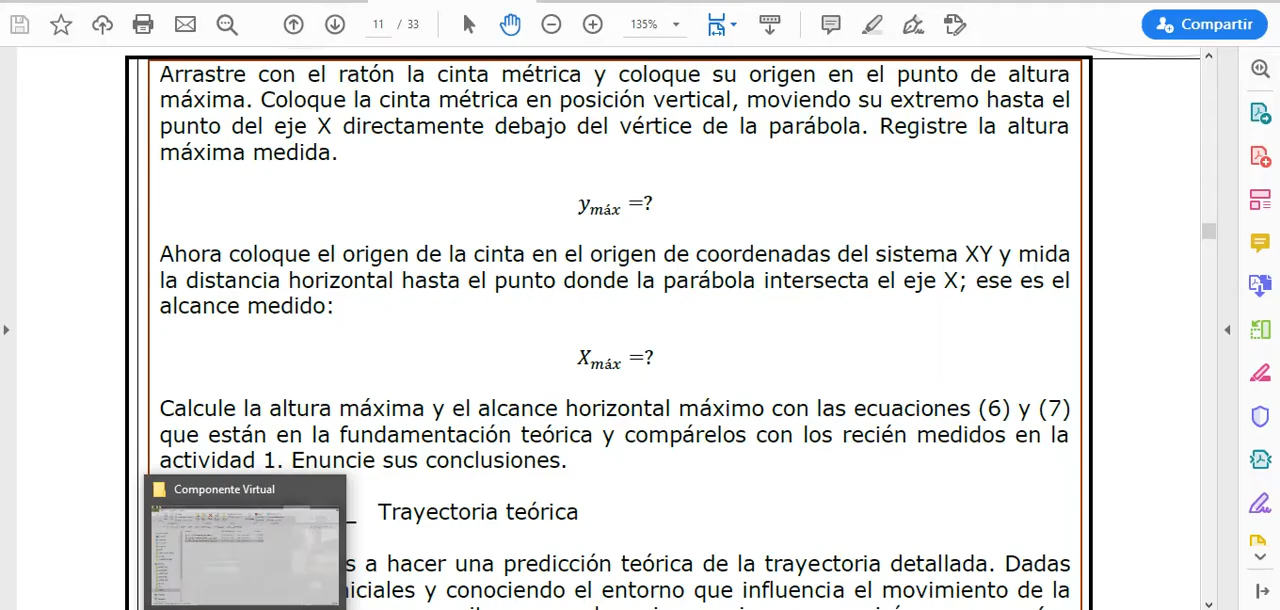 11 / 33
135%
Compartir
Arrastre con el ratón la cinta métrica y coloque su origen en el punto de altura
máxima. Coloque la cinta métrica en posición vertical, moviendo su extremo hasta el
punto del eje X directamente debajo del vértice de la parábola. Registre la altura
máxima medida.
y_máx =?
Ahora coloque el origen de la cinta en el origen de coordenadas del sistema XY y mida
la distancia horizontal hasta el punto donde la parábola intersecta el eje X; ese es el
alcance medido:
X_máx =?
Calcule la altura máxima y el alcance horizontal máximo con las ecuaciones (6) y (7)
que están en la fundamentación teórica y compárelos con los recién medidos en la
actividad 1. Enuncie sus conclusiones.
Componente Virtual
Trayectoria teórica
a hacer una predicción teórica de la trayectoria detallada. Dadas
iniciales y conociendo el entorno que influencia el movimiento de la